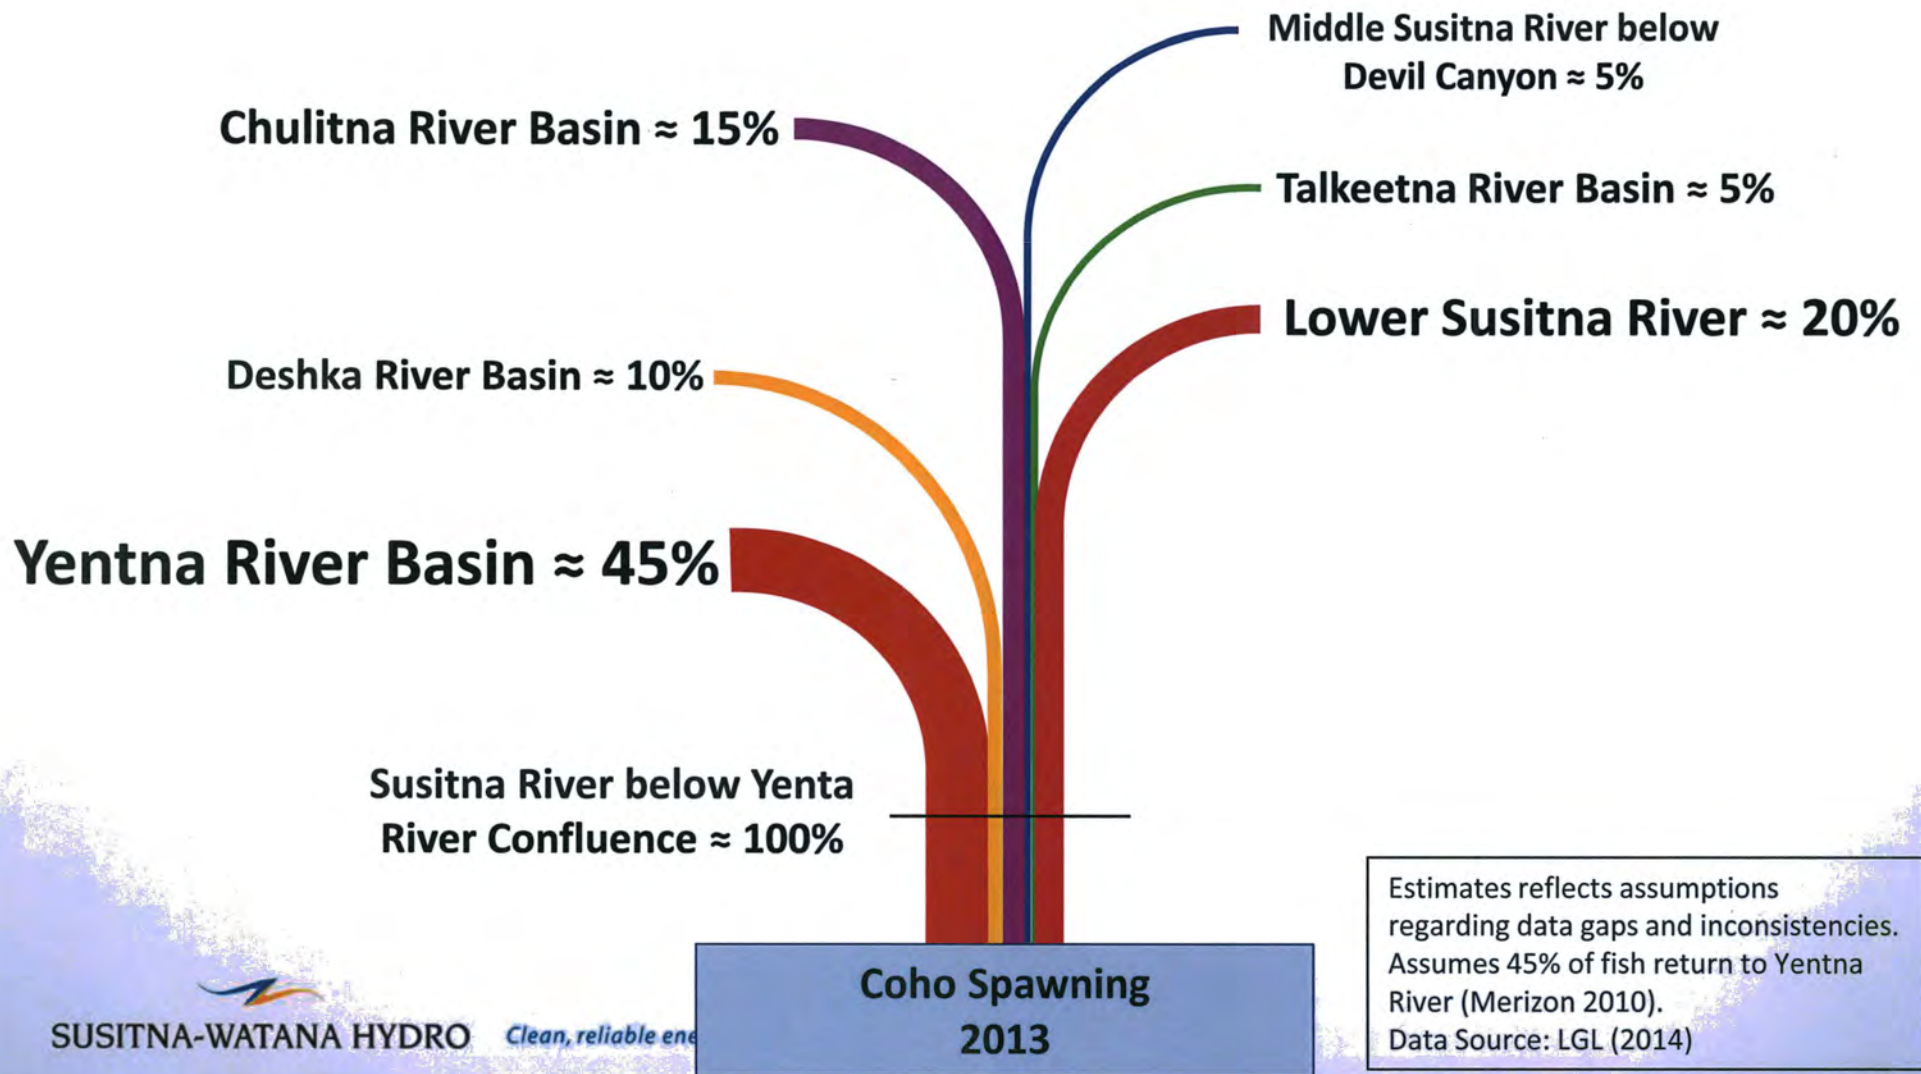 Middle Susitna River below
Devil Canyon ≈ 5%
Chulitna River Basin ≈ 15%
Talkeetna River Basin ≈ 5%
Lower Susitna River ≈ 20%
Deshka River Basin ≈ 10%
Yentna River Basin ≈ 45%
Susitna River below Yenta
River Confluence ≈ 100%
Estimates reflects assumptions
regarding data gaps and inconsistencies.
Assumes 45% of fish return to Yentna
River (Merizon 2010).
Data Source: LGL (2014)
Coho Spawning
2013
SUSITNA-WATANA HYDRO
Clean, reliable ene